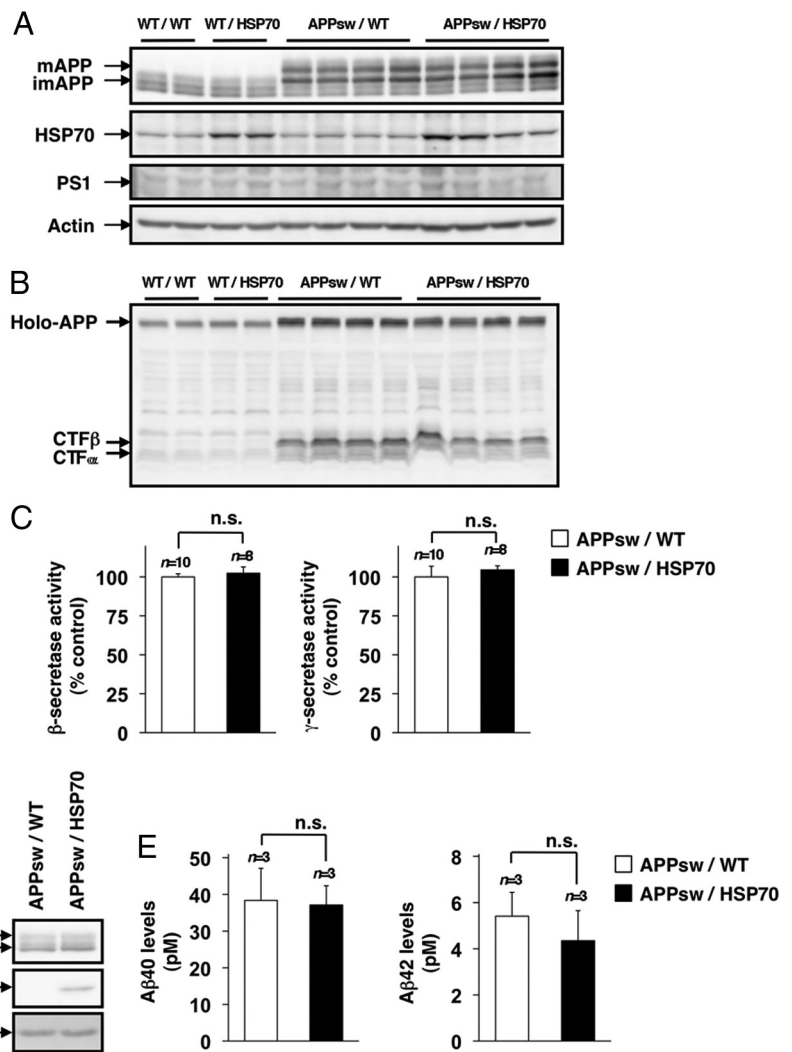 A
WT / WT WT / HSP70 APPsw / WT APPsw / HSP70
mAPP
imAPP
HSP70
PS1
Actin
B
WT / WT WT / HSP70 APPsw / WT APPsw / HSP70
Holo-APP
CTFβ
CTFα
C
n.s. n.s.
n=10 n=8 n=10 n=8
APPsw / WT
APPsw / HSP70
β-secretase activity
(% control)
100
75
50
25
0
γ-secretase activity
(% control)
100
75
50
25
0
APPsw / WT
APPsw / HSP70
E
n.s. n.s.
n=3 n=3 n=3 n=3
APPsw / WT
APPsw / HSP70
Aβ40 levels
(pM)
50
40
30
20
10
0
Aβ42 levels
(pM)
8
6
4
2
0